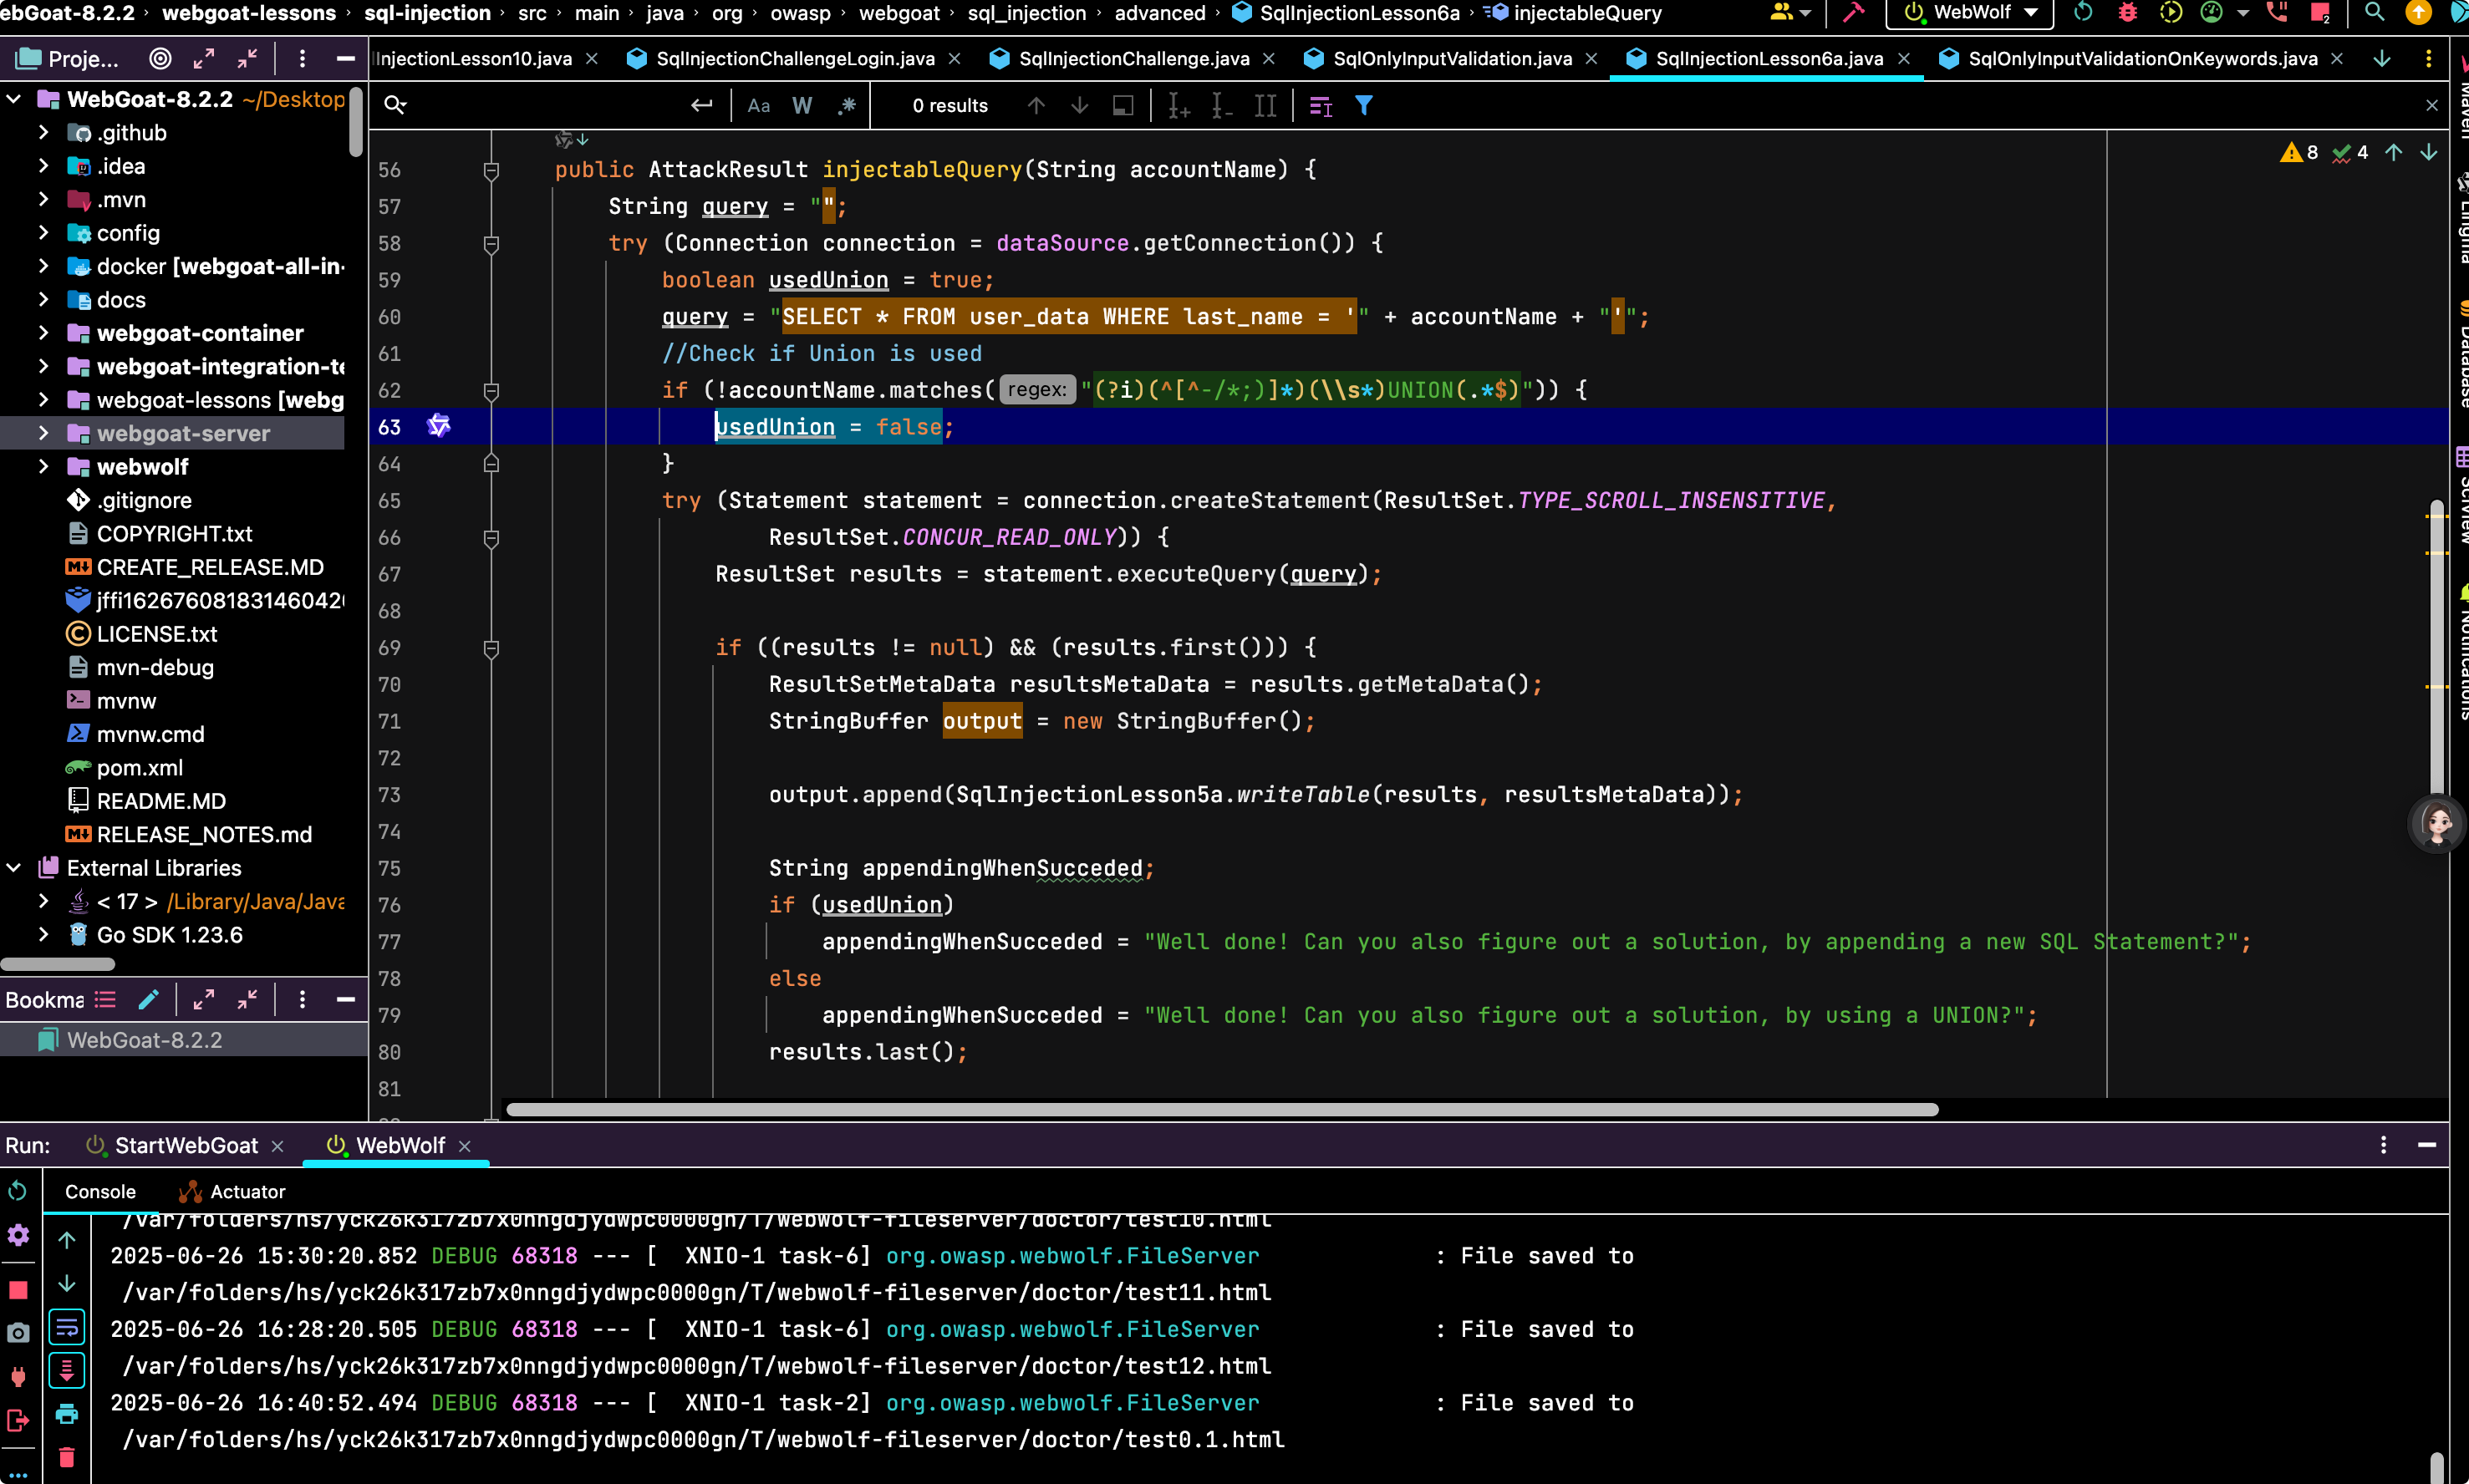 ebGoat-8.2.2 › webgoat-lessons › sql-injection › src › main › java › org › owasp › webgoat › sql_injection › advanced › SqlInjectionLesson6a › injectableQuery WebWolf 2
Proje...
InjectionLesson10.java SqlInjectionChallengeLogin.java SqlInjectionChallenge.java SqlOnlyInputValidation.java SqlInjectionLesson6a.java SqlOnlyInputValidationOnKeywords.java
Aa W .* 0 results
WebGoat-8.2.2 ~/Desktop
.github
.idea
.mvn
config
docker [webgoat-all-in-
docs
webgoat-container
webgoat-integration-te
webgoat-lessons [webg
webgoat-server
webwolf
.gitignore
COPYRIGHT.txt
CREATE_RELEASE.MD
jffi162676081831460420
LICENSE.txt
mvn-debug
mvnw
mvnw.cmd
pom.xml
README.MD
RELEASE_NOTES.md
External Libraries
< 17 > /Library/Java/Java
Go SDK 1.23.6
Bookma
WebGoat-8.2.2
8 4
56 public AttackResult injectableQuery(String accountName) {
57 String query = "";
58 try (Connection connection = dataSource.getConnection()) {
59 boolean usedUnion = true;
60 query = "SELECT * FROM user_data WHERE last_name = '" + accountName + "'";
61 //Check if Union is used
62 if (!accountName.matches( regex: "(?i)(^[^-/*;)]*)(\\s*)UNION(.*$)")) {
63 usedUnion = false;
64 }
65 try (Statement statement = connection.createStatement(ResultSet.TYPE_SCROLL_INSENSITIVE,
66 ResultSet.CONCUR_READ_ONLY)) {
67 ResultSet results = statement.executeQuery(query);
68
69 if ((results != null) && (results.first())) {
70 ResultSetMetaData resultsMetaData = results.getMetaData();
71 StringBuffer output = new StringBuffer();
72
73 output.append(SqlInjectionLesson5a.writeTable(results, resultsMetaData));
74
75 String appendingWhenSucceded;
76 if (usedUnion)
77 appendingWhenSucceded = "Well done! Can you also figure out a solution, by appending a new SQL Statement?";
78 else
79 appendingWhenSucceded = "Well done! Can you also figure out a solution, by using a UNION?";
80 results.last();
81
Maven
Lingma
Database
SciView
Notifications
Run: StartWebGoat WebWolf
Console Actuator
/var/folders/hs/yck26k317zb7x0nngdjydwpc0000gn/T/webwolf-fileserver/doctor/test10.html
2025-06-26 15:30:20.852 DEBUG 68318 --- [ XNIO-1 task-6] org.owasp.webwolf.FileServer : File saved to
/var/folders/hs/yck26k317zb7x0nngdjydwpc0000gn/T/webwolf-fileserver/doctor/test11.html
2025-06-26 16:28:20.505 DEBUG 68318 --- [ XNIO-1 task-6] org.owasp.webwolf.FileServer : File saved to
/var/folders/hs/yck26k317zb7x0nngdjydwpc0000gn/T/webwolf-fileserver/doctor/test12.html
2025-06-26 16:40:52.494 DEBUG 68318 --- [ XNIO-1 task-2] org.owasp.webwolf.FileServer : File saved to
/var/folders/hs/yck26k317zb7x0nngdjydwpc0000gn/T/webwolf-fileserver/doctor/test0.1.html